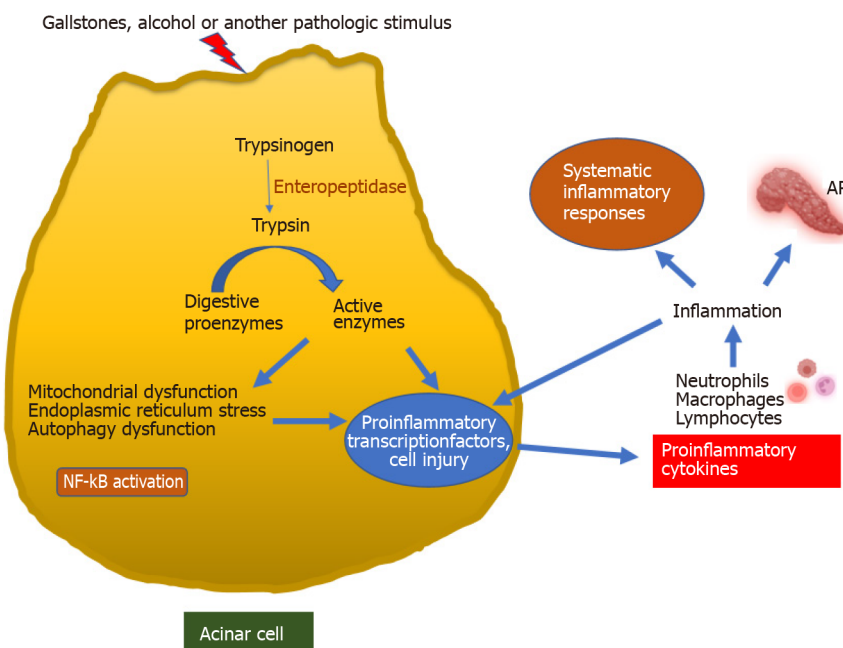 Gallstones, alcohol or another pathologic stimulus
Trypsinogen
Enteropeptidase
Trypsin
Digestive
proenzymes
Active
enzymes
Mitochondrial dysfunction
Endoplasmic reticulum stress
Autophagy dysfunction
NF-kB activation
Proinflammatory
transcriptionfactors,
cell injury
Acinar cell
Systematic
inflammatory
responses
Inflammation
Neutrophils
Macrophages
Lymphocytes
Proinflammatory
cytokines